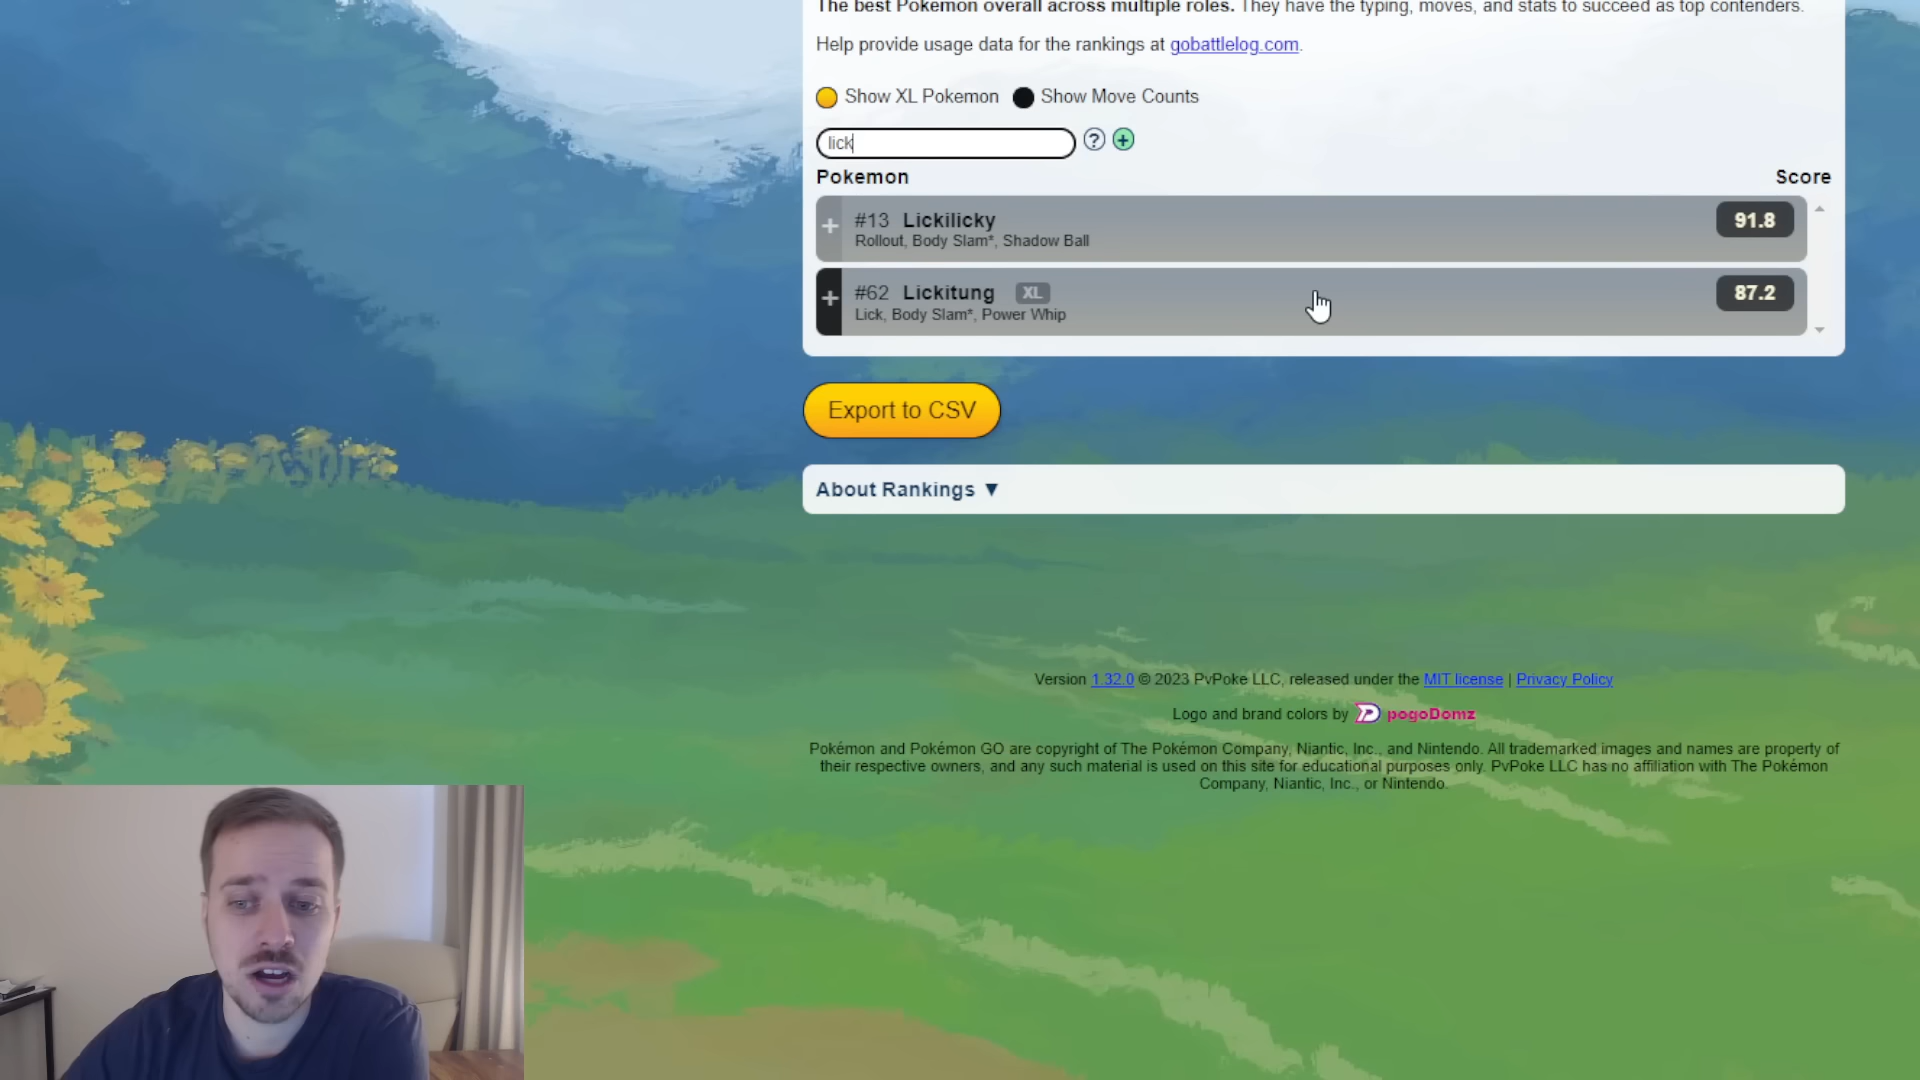 The best Pokemon overall across multiple roles. They have the typing, moves, and stats to succeed as top contenders.
Help provide usage data for the rankings at gobattlelog.com.
Show XL Pokemon Show Move Counts
lick ? +
Pokemon Score
+ #13 Lickilicky 91.8
Rollout, Body Slam*, Shadow Ball
+ #62 Lickitung XL 87.2
Lick, Body Slam*, Power Whip
Export to CSV
About Rankings ▼
Version 1.32.0 © 2023 PvPoke LLC, released under the MIT license | Privacy Policy
Logo and brand colors by pogoDomz
Pokémon and Pokémon GO are copyright of The Pokémon Company, Niantic, Inc., and Nintendo. All trademarked images and names are property of
their respective owners, and any such material is used on this site for educational purposes only. PvPoke LLC has no affiliation with The Pokémon
Company, Niantic, Inc., or Nintendo.